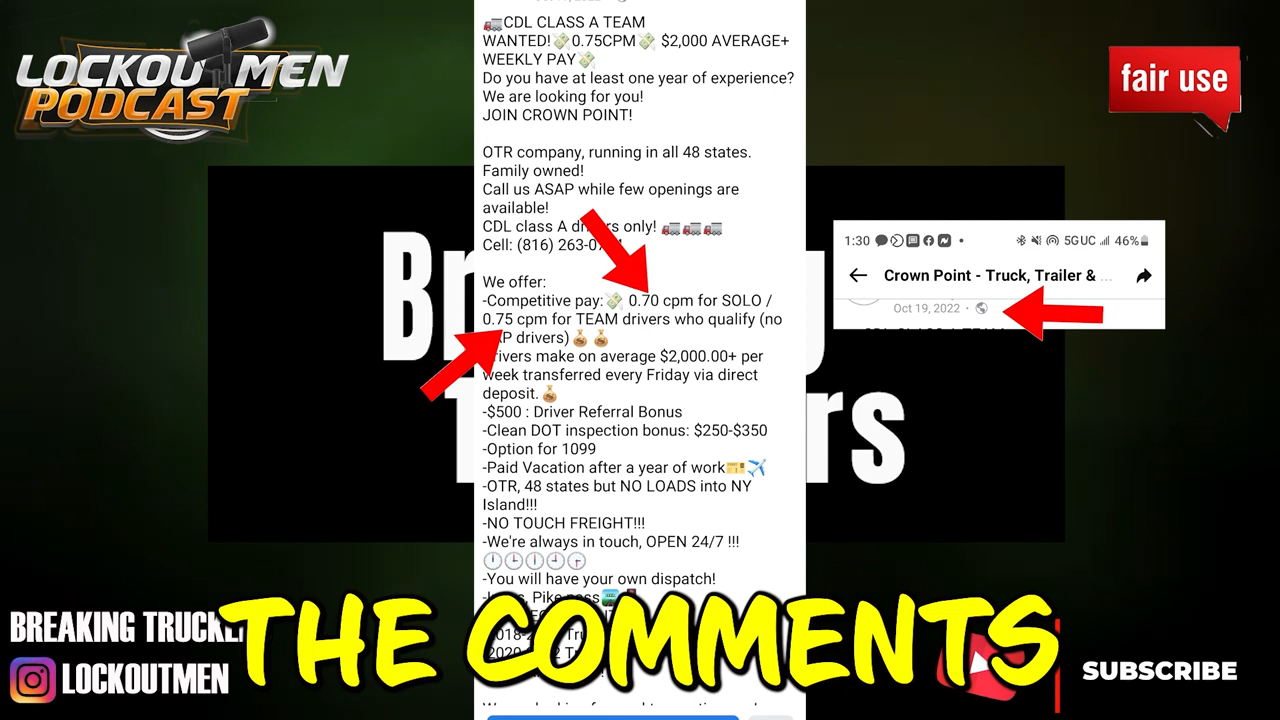 LOCKOUTMEN
PODCAST
fair use
🚛CDL CLASS A TEAM
WANTED!💸0.75CPM💸 $2,000 AVERAGE+
WEEKLY PAY💸
Do you have at least one year of experience?
We are looking for you!
JOIN CROWN POINT!
OTR company, running in all 48 states.
Family owned!
Call us ASAP while few openings are
available!
CDL class A drivers only! 🚛🚛🚛
Cell: (816) 263-0
We offer:
-Competitive pay:💸 0.70 cpm for SOLO /
0.75 cpm for TEAM drivers who qualify (no
drivers)💰 💰
Drivers make on average $2,000.00+ per
week transferred every Friday via direct
deposit.💰
-$500 : Driver Referral Bonus
-Clean DOT inspection bonus: $250-$350
-Option for 1099
-Paid Vacation after a year of work🎫✈️
-OTR, 48 states but NO LOADS into NY
Island!!!
-NO TOUCH FREIGHT!!!
-We're always in touch, OPEN 24/7 !!!
🕛🕒🕕🕘🕞
-You will have your own dispatch!
Pike pass
1:30
5GUC
46%
Crown Point - Truck, Trailer & ...
Oct 19, 2022
THE COMMENTS
BREAKING TRUCKE
LOCKOUTMEN
SUBSCRIBE